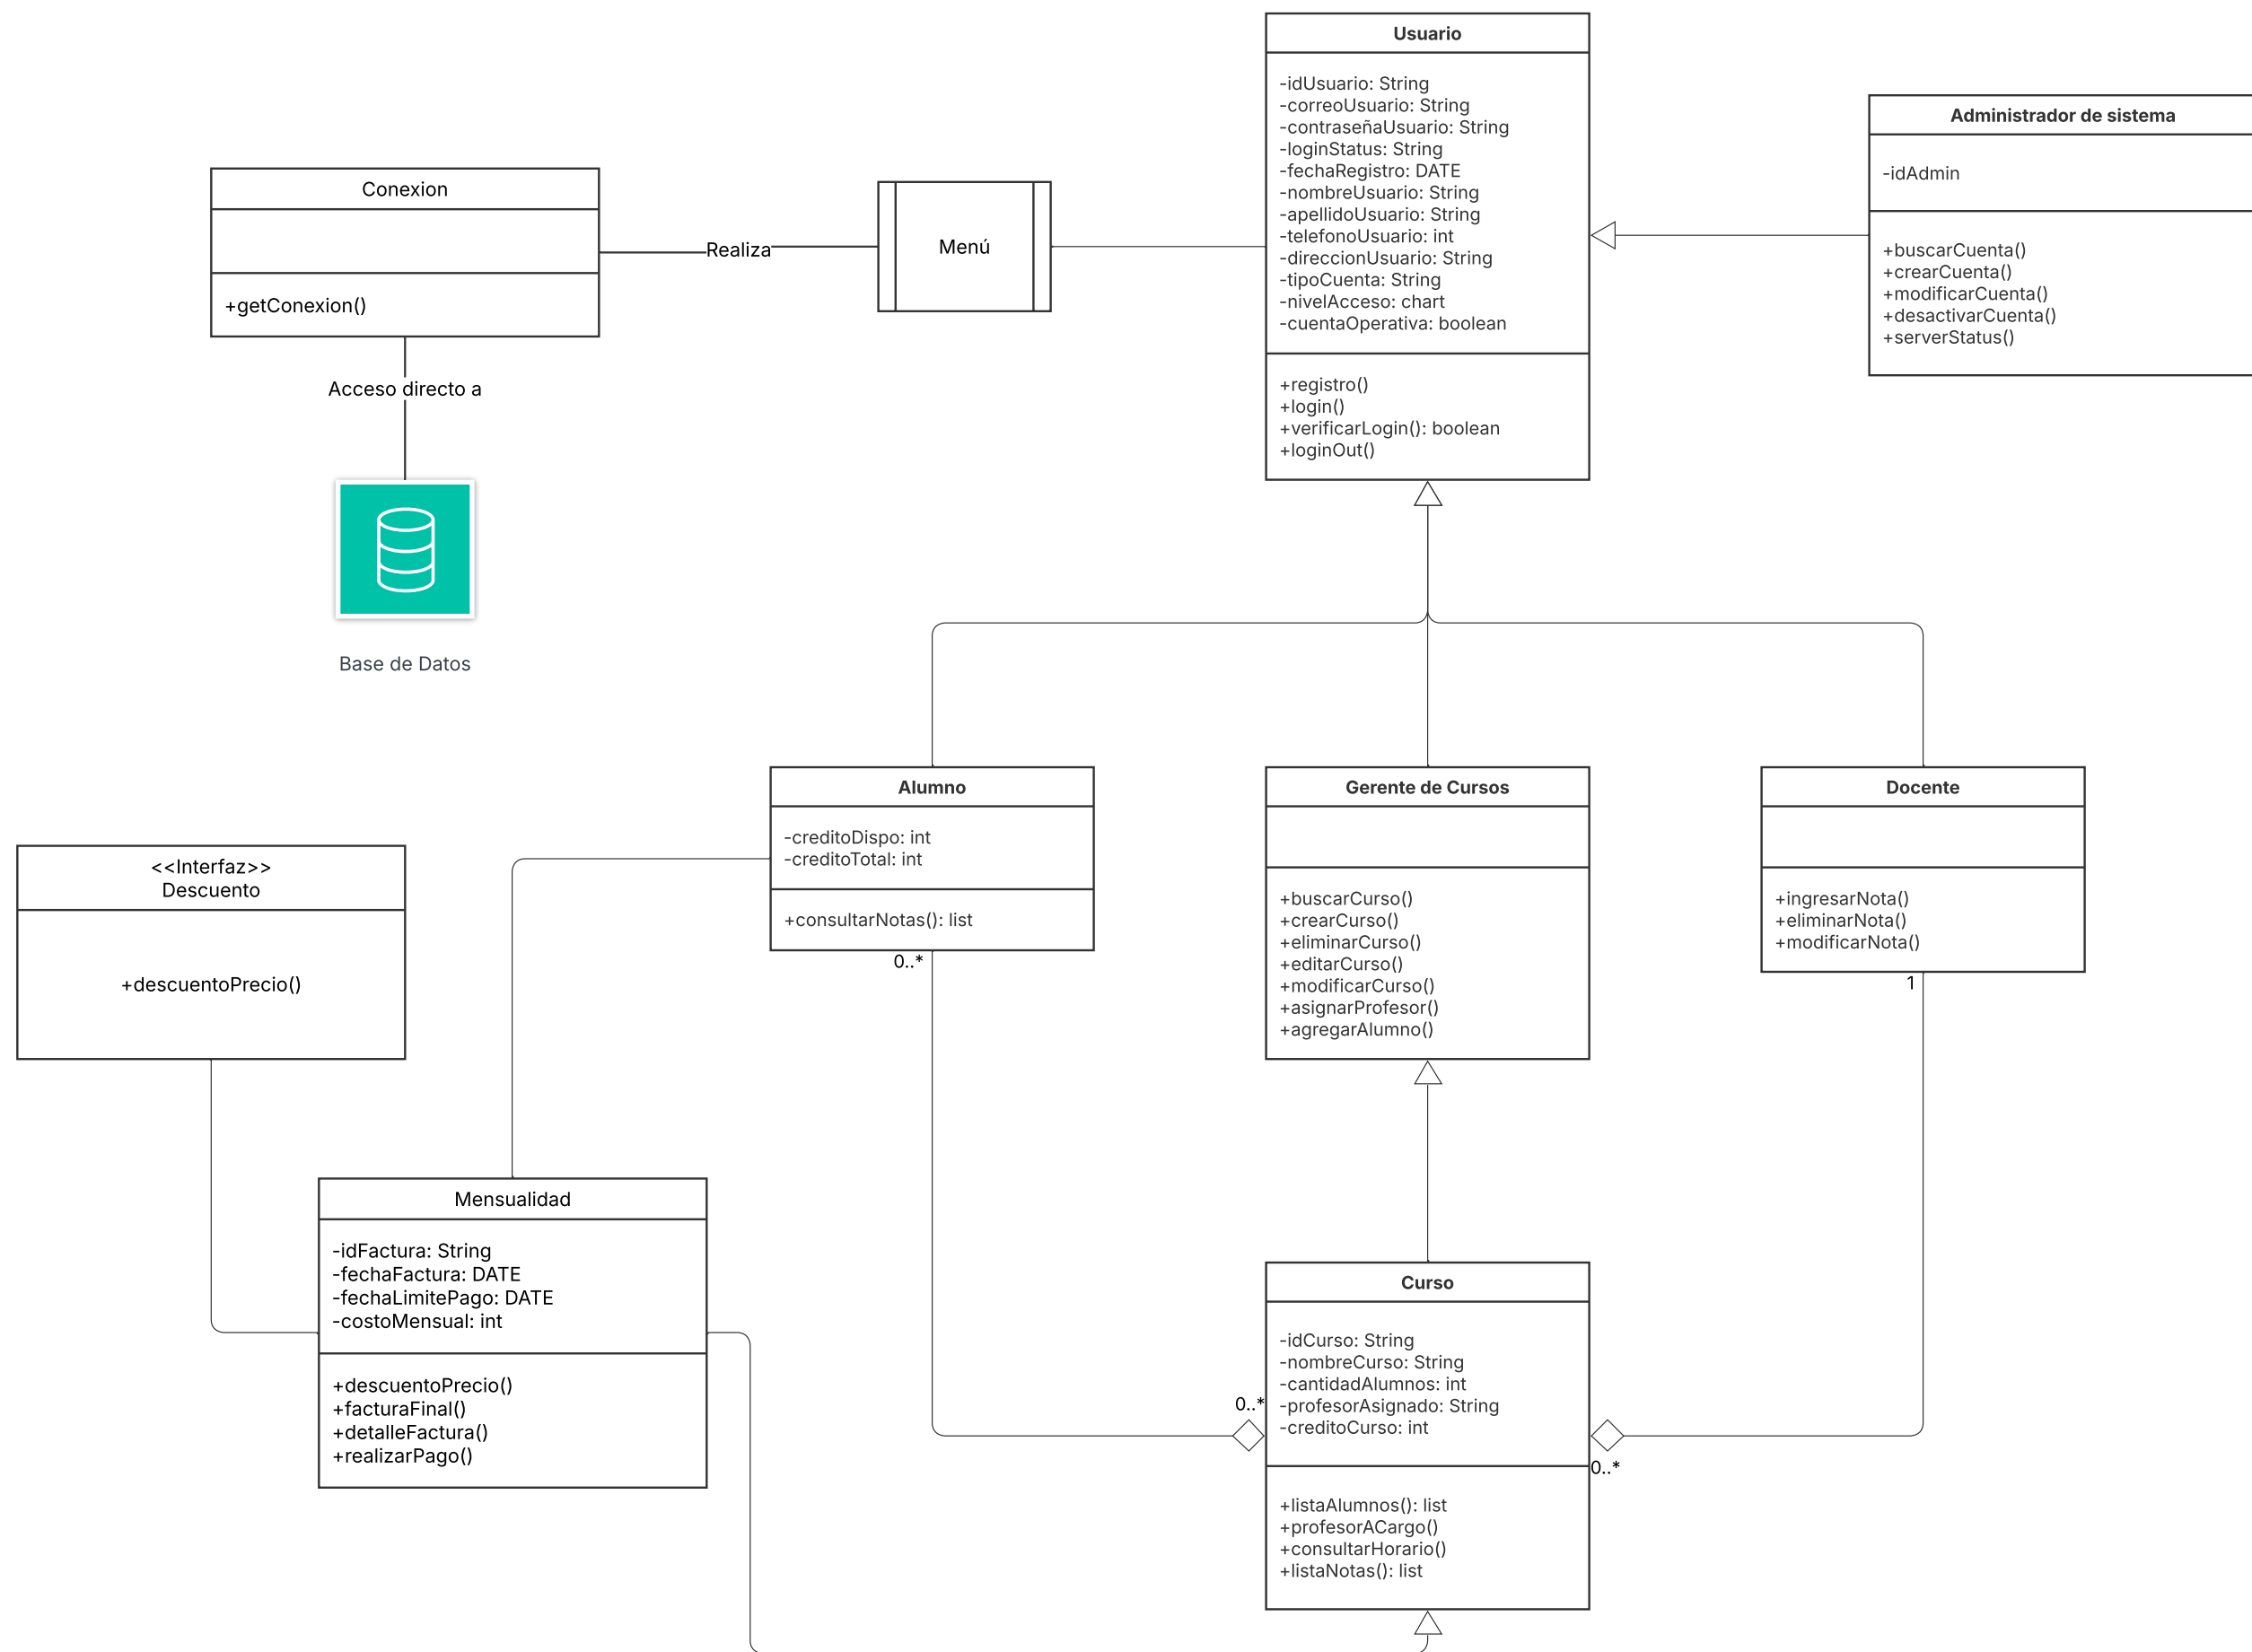 Usuario
-idUsuario: String
-correoUsuario: String
-contraseñaUsuario: String
-loginStatus: String
-fechaRegistro: DATE
-nombreUsuario: String
-apellidoUsuario: String
-telefonoUsuario: int
-direccionUsuario: String
-tipoCuenta: String
-nivelAcceso: chart
-cuentaOperativa: boolean
+registro()
+login()
+verificarLogin(): boolean
+loginOut()
Administrador de sistema
-idAdmin
+buscarCuenta()
+crearCuenta()
+modificarCuenta()
+desactivarCuenta()
+serverStatus()
Conexion
+getConexion()
Realiza
Menú
Acceso directo a
Base de Datos
Alumno
-creditoDispo: int
-creditoTotal: int
+consultarNotas(): list
0..*
Gerente de Cursos
+buscarCurso()
+crearCurso()
+eliminarCurso()
+editarCurso()
+modificarCurso()
+asignarProfesor()
+agregarAlumno()
Docente
+ingresarNota()
+eliminarNota()
+modificarNota()
1
<<Interfaz>>
Descuento
+descuentoPrecio()
Mensualidad
-idFactura: String
-fechaFactura: DATE
-fechaLimitePago: DATE
-costoMensual: int
+descuentoPrecio()
+facturaFinal()
+detalleFactura()
+realizarPago()
Curso
-idCurso: String
-nombreCurso: String
-cantidadAlumnos: int
-profesorAsignado: String
-creditoCurso: int
0..*
0..*
+listaAlumnos(): list
+profesorACargo()
+consultarHorario()
+listaNotas(): list